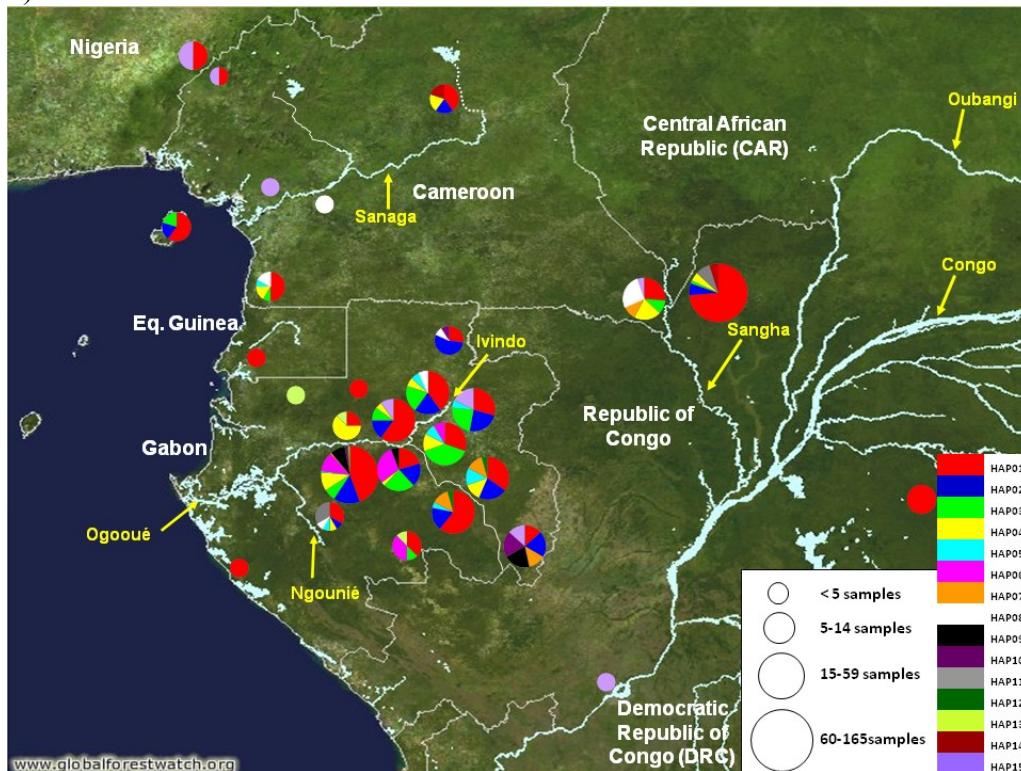 Nigeria
Oubangi
Central African
Republic (CAR)
Cameroon
Sanaga
Congo
Eq. Guinea
Ivindo
Sangha
Republic of
Congo
Gabon
Ogooué
Ngounié
Democratic
Republic of
Congo (DRC)
< 5 samples
5-14 samples
15-59 samples
60-165samples
HAP01
HAP02
HAP03
HAP04
HAP05
HAP06
HAP07
HAP08
HAP09
HAP10
HAP11
HAP12
HAP13
HAP14
HAP15
www.globalforestwatch.org